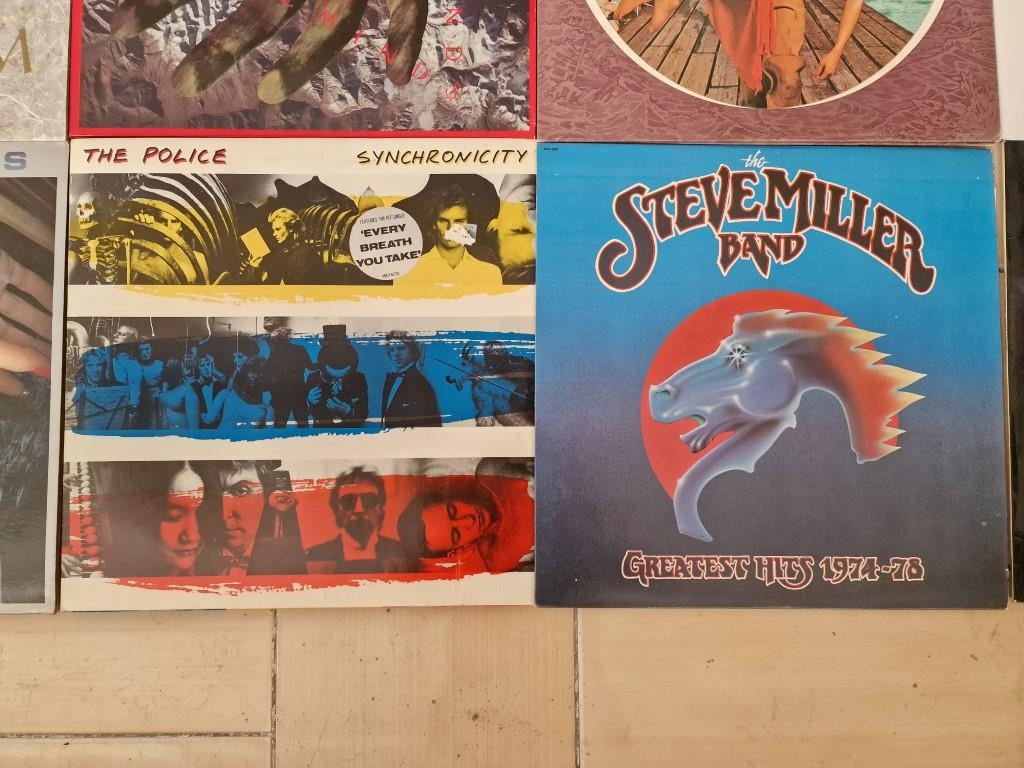 M
S
THE POLICE
SYNCHRONICITY
FEATURES THE HIT SINGLE
'EVERY
BREATH
YOU TAKE'
the
STEVE MILLER
BAND
GREATEST HITS 1974-78